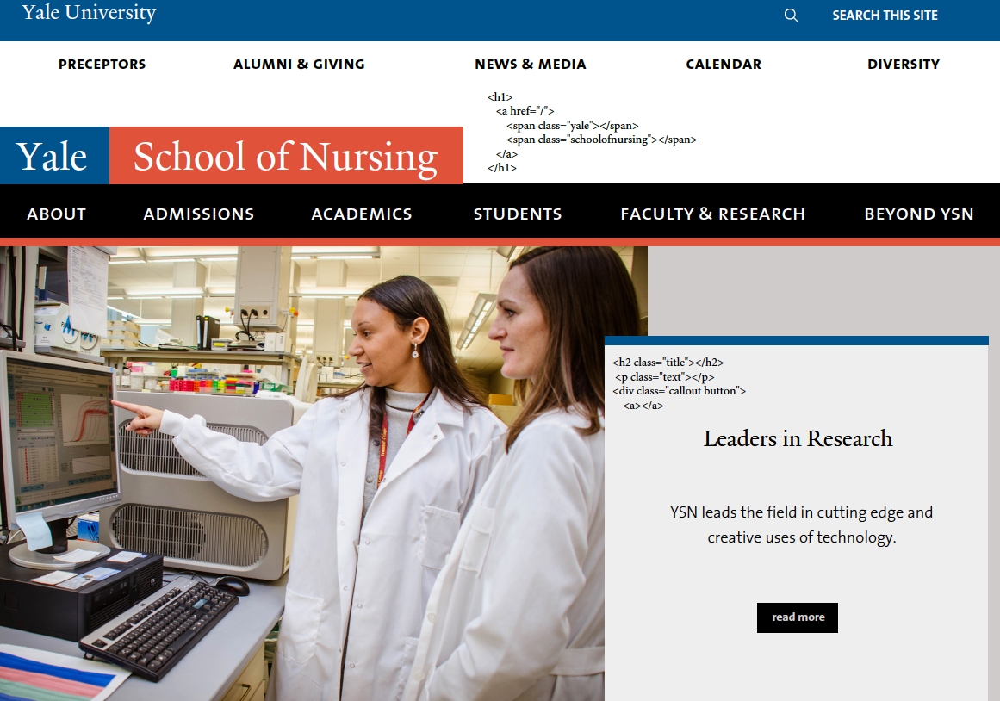 Yale University
SEARCH THIS SITE
PRECEPTORS
ALUMNI & GIVING
NEWS & MEDIA
CALENDAR
DIVERSITY
<h1>
<a href="/">
<span class="yale"></span>
<span class="schoolofnursing"></span>
</a>
</h1>
Yale
School of Nursing
ABOUT
ADMISSIONS
ACADEMICS
STUDENTS
FACULTY & RESEARCH
BEYOND YSN
<h2 class="title"></h2>
<p class="text"></p>
<div class="callout button">
<a></a>
Leaders in Research
YSN leads the field in cutting edge and
creative uses of technology.
read more